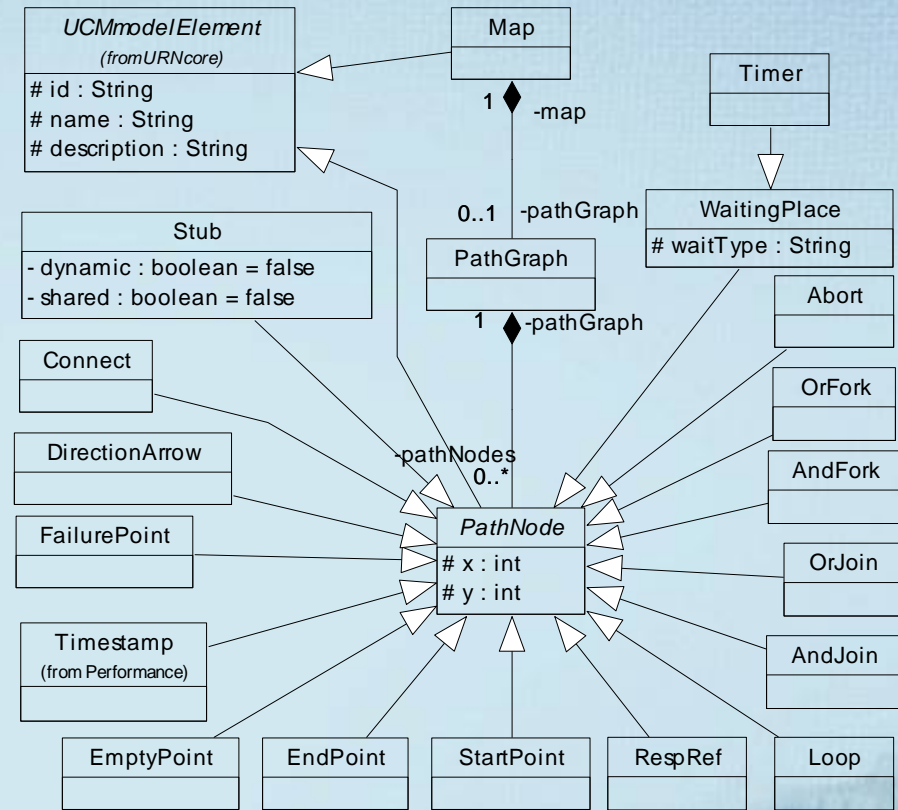 UCMmodelElement
(fromURNcore)
# id : String
# name : String
# description : String
Map
1
-map
Timer
0..1
-pathGraph
WaitingPlace
# waitType : String
Stub
- dynamic : boolean = false
- shared : boolean = false
PathGraph
1
-pathGraph
Abort
Connect
OrFork
DirectionArrow
-pathNodes
0..*
AndFork
FailurePoint
PathNode
# x : int
# y : int
OrJoin
Timestamp
(from Performance)
AndJoin
EmptyPoint
EndPoint
StartPoint
RespRef
Loop